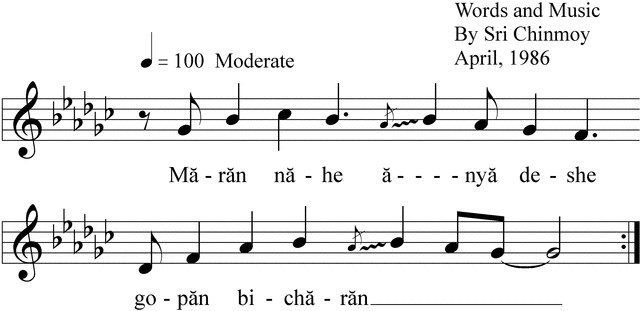 Words and Music
By Sri Chinmoy
April, 1986
= 100 Moderate
Mă - răn nă - he ă - - - - nyă de - she
go - păn bi - chă - răn